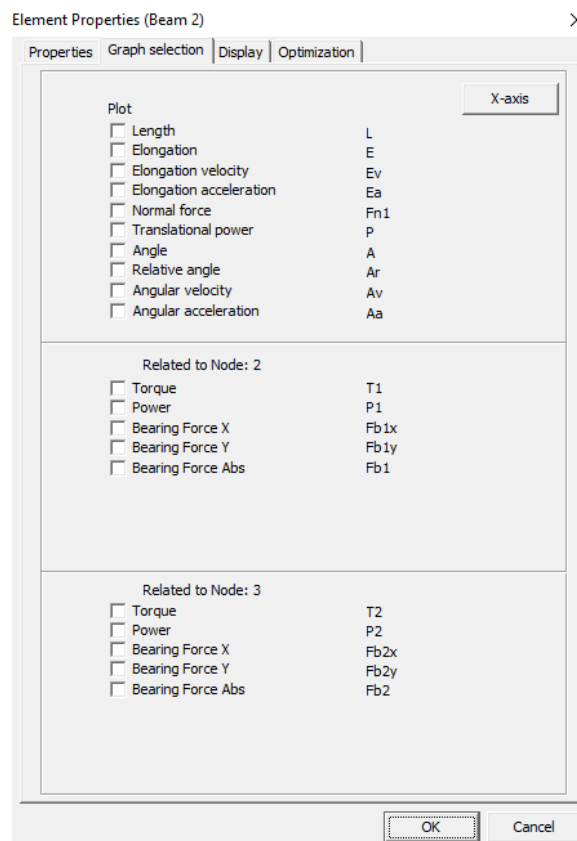 Element Properties (Beam 2)
Properties Graph selection Display Optimization
X-axis
Plot
Length L
Elongation E
Elongation velocity Ev
Elongation acceleration Ea
Normal force Fn1
Translational power P
Angle A
Relative angle Ar
Angular velocity Av
Angular acceleration Aa
Related to Node: 2
Torque T1
Power P1
Bearing Force X Fb1x
Bearing Force Y Fb1y
Bearing Force Abs Fb1
Related to Node: 3
Torque T2
Power P2
Bearing Force X Fb2x
Bearing Force Y Fb2y
Bearing Force Abs Fb2
OK Cancel